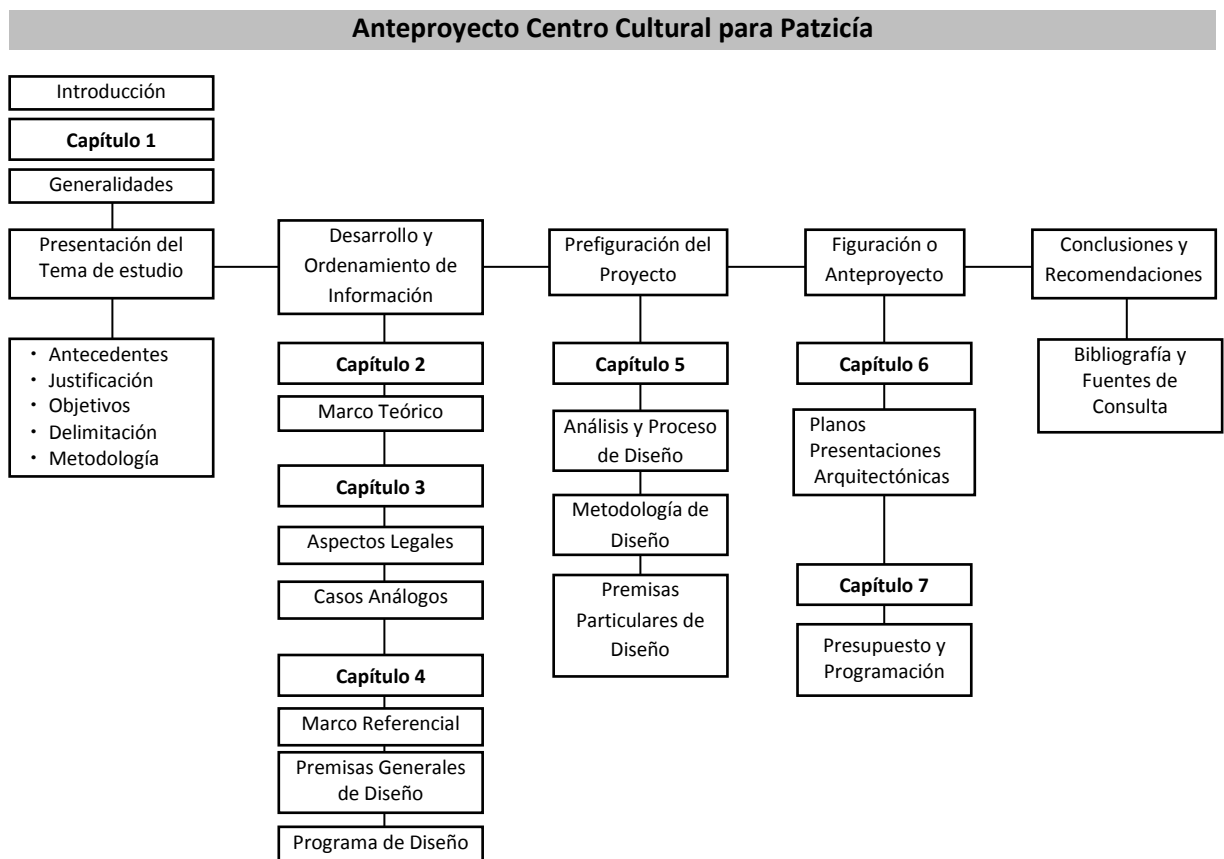 Anteproyecto Centro Cultural para Patzicía
Introducción
Capítulo 1
Generalidades
Presentación del
Tema de estudio
• Antecedentes
• Justificación
• Objetivos
• Delimitación
• Metodología
Desarrollo y
Ordenamiento de
Información
Capítulo 2
Marco Teórico
Capítulo 3
Aspectos Legales
Casos Análogos
Capítulo 4
Marco Referencial
Premisas Generales
de Diseño
Programa de Diseño
Prefiguración del
Proyecto
Capítulo 5
Análisis y Proceso
de Diseño
Metodología de
Diseño
Premisas
Particulares de
Diseño
Figuración o
Anteproyecto
Capítulo 6
Planos
Presentaciones
Arquitectónicas
Capítulo 7
Presupuesto y
Programación
Conclusiones y
Recomendaciones
Bibliografía y
Fuentes de
Consulta